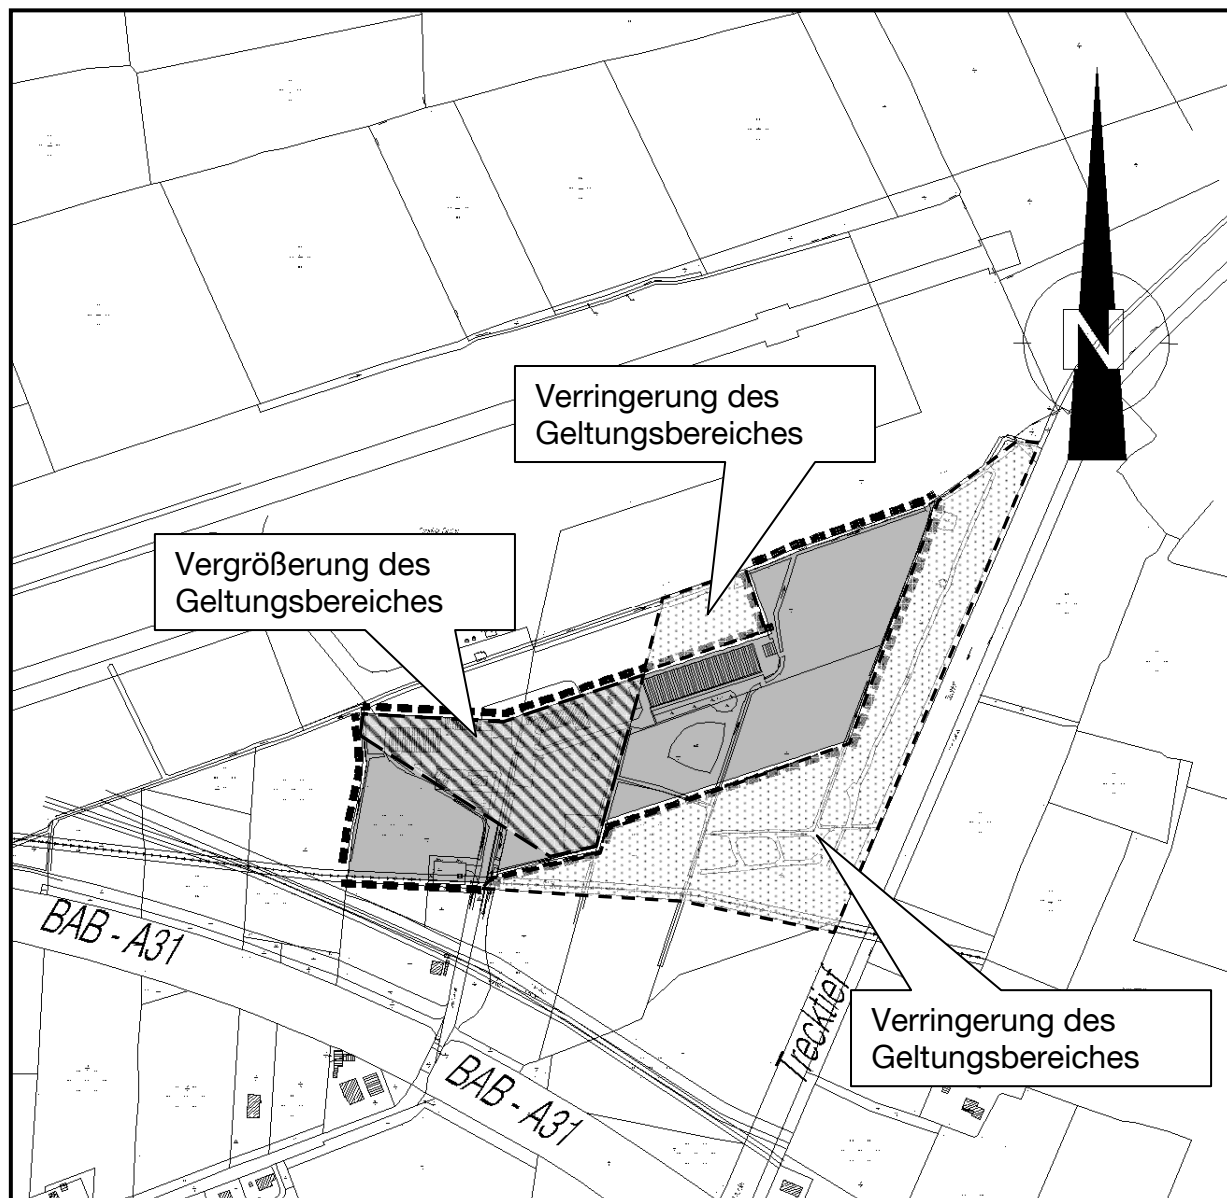 N
Verringerung des
Geltungsbereiches
Vergrößerung des
Geltungsbereiches
BAB - A31
Trecktief
Verringerung des
Geltungsbereiches
BAB - A31